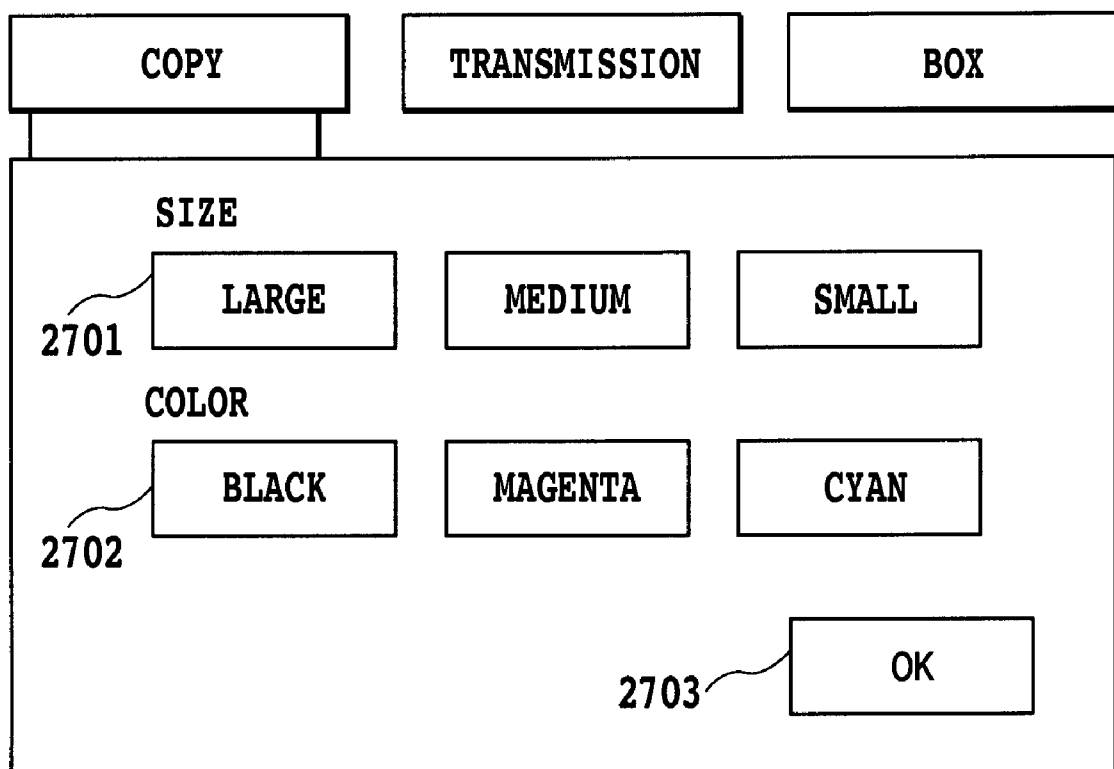 COPY TRANSMISSION BOX
SIZE
LARGE MEDIUM SMALL
2701
COLOR
BLACK MAGENTA CYAN
2702
OK
2703